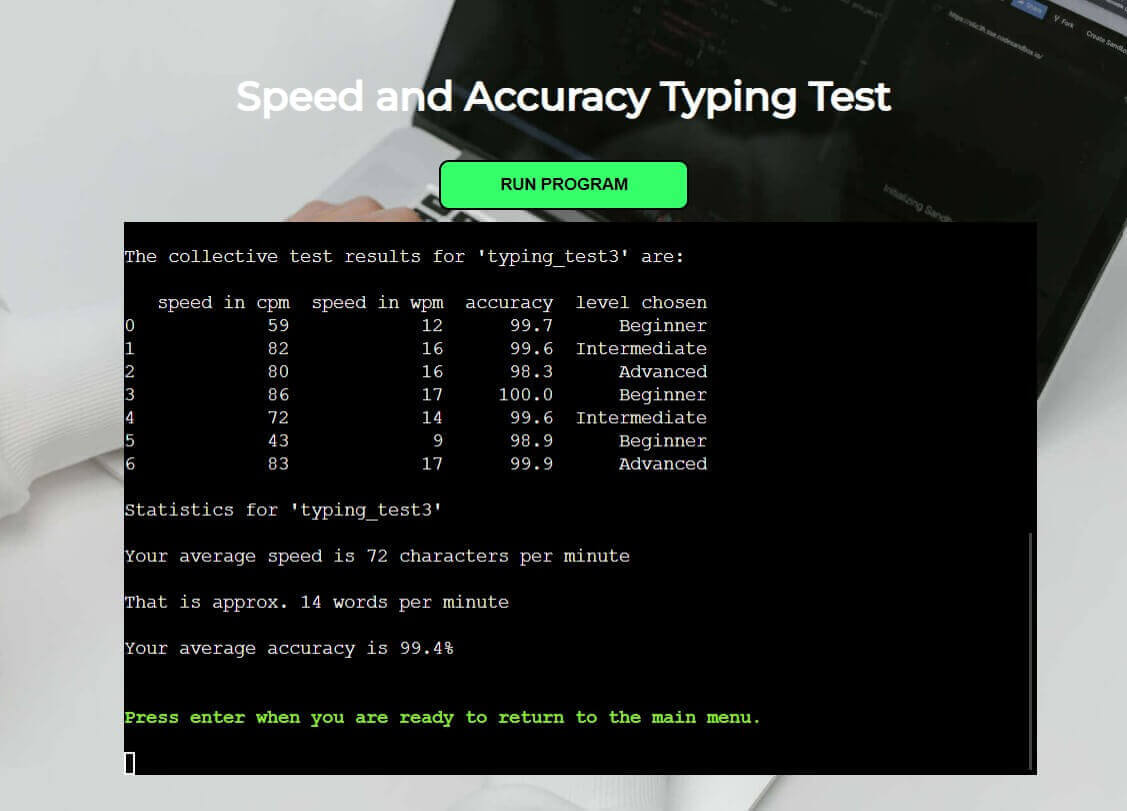 Share
Fork
Create Sandbox
Speed and Accuracy Typing Test
Initializing
RUN PROGRAM
The collective test results for 'typing_test3' are:
speed in cpm speed in wpm accuracy level chosen
0 59 12 99.7 Beginner
1 82 16 99.6 Intermediate
2 80 16 98.3 Advanced
3 86 17 100.0 Beginner
4 72 14 99.6 Intermediate
5 43 9 98.9 Beginner
6 83 17 99.9 Advanced
Statistics for 'typing_test3'
Your average speed is 72 characters per minute
That is approx. 14 words per minute
Your average accuracy is 99.4%
Press enter when you are ready to return to the main menu.